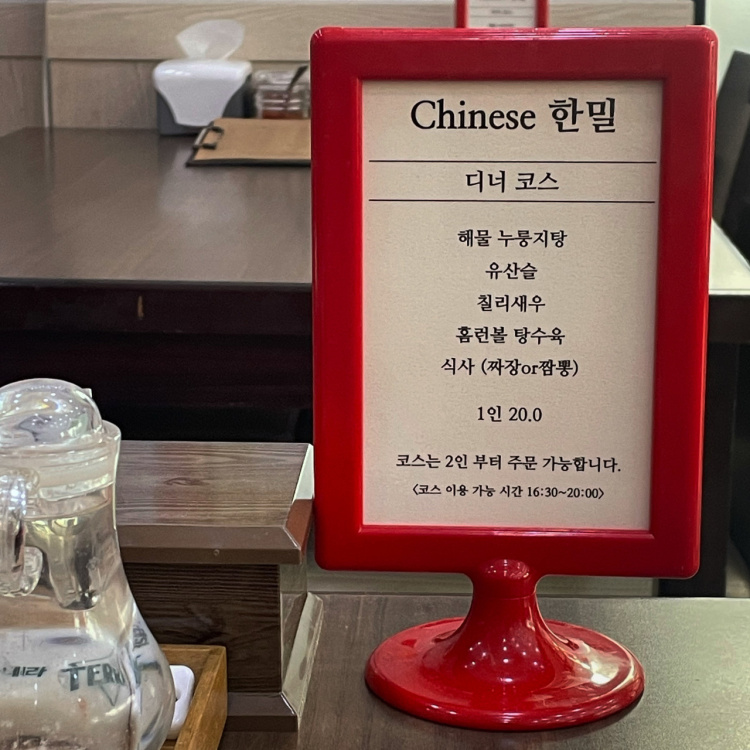 Chinese 한밀
디너 코스
해물 누룽지탕
유산슬
칠리새우
홈런볼 탕수육
식사 (짜장or짬뽕)
1인 20.0
코스는 2인 부터 주문 가능합니다.
<코스 이용 가능 시간 16:30~20:00>
테라 TERRA